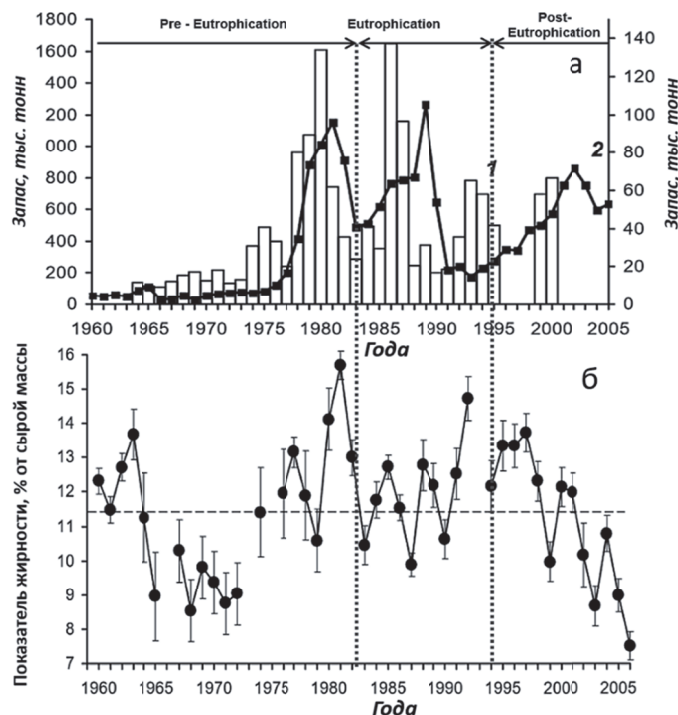 Pre - Eutrophication Eutrophication Post-
Eutrophication
Запас, тыс. тонн
1800
1600
1400
200
000
800
600
400
200
0
а
1
2
140
120
100
80
60
40
20
0
Запас, тыс. тонн
1960 1965 1970 1975 1980 1985 1990 1995 2000 2005
Года
Показатель жирности, % от сырой массы
16
15
14
13
12
11
10
9
8
7
б
1960 1965 1970 1975 1980 1985 1990 1995 2000 2005
Года